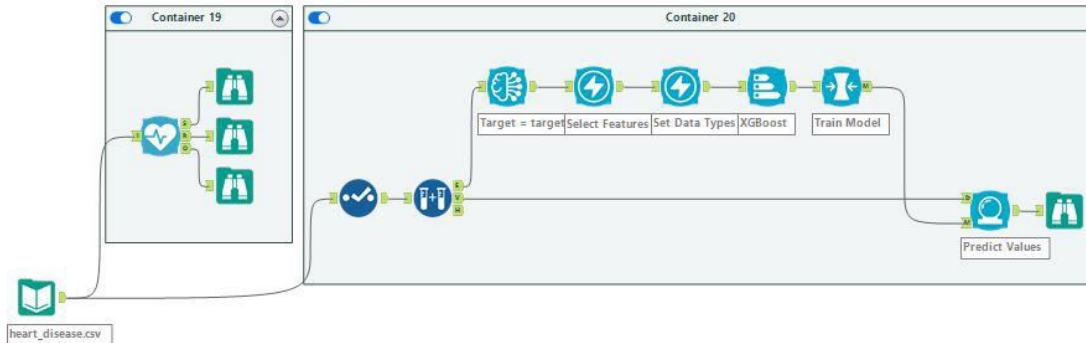 Container 19
Container 20
Target = target
Select Features
Set Data Types
XGBoost
Train Model
M
I
S
R
O
E
V
H
D
M
Predict Values
heart_disease.csv